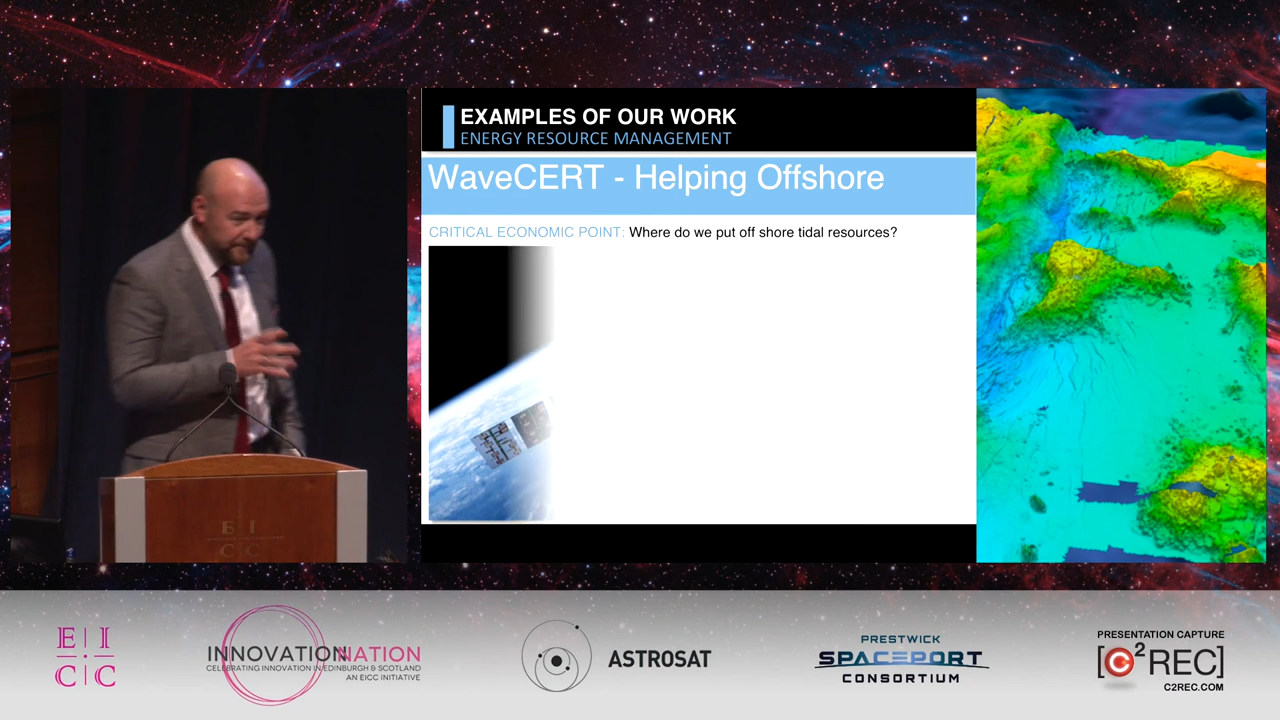 EXAMPLES OF OUR WORK
ENERGY RESOURCE MANAGEMENT
WaveCERT - Helping Offshore
CRITICAL ECONOMIC POINT: Where do we put off shore tidal resources?
E I
C C
E I
C C
INNOVATIONNATION
CELEBRATING INNOVATION IN EDINBURGH & SCOTLAND
AN EICC INITIATIVE
ASTROSAT
PRESTWICK
SPACEPORT
CONSORTIUM
PRESENTATION CAPTURE
[C²REC]
C2REC.COM